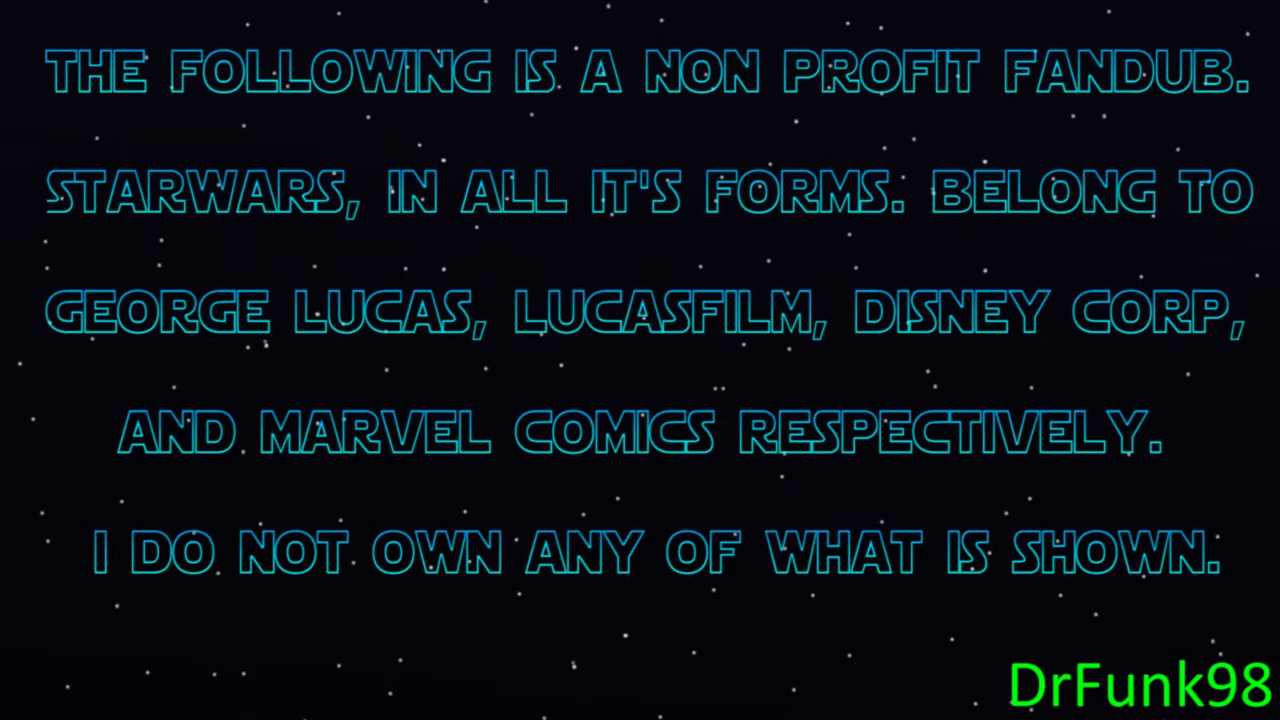 THE FOLLOWING IS A NON PROFIT FANDUB.
STARWARS, IN ALL IT'S FORMS. BELONG TO
GEORGE LUCAS, LUCASFILM, DISNEY CORP,
AND MARVEL COMICS RESPECTIVELY.
I DO NOT OWN ANY OF WHAT IS SHOWN.
DrFunk98